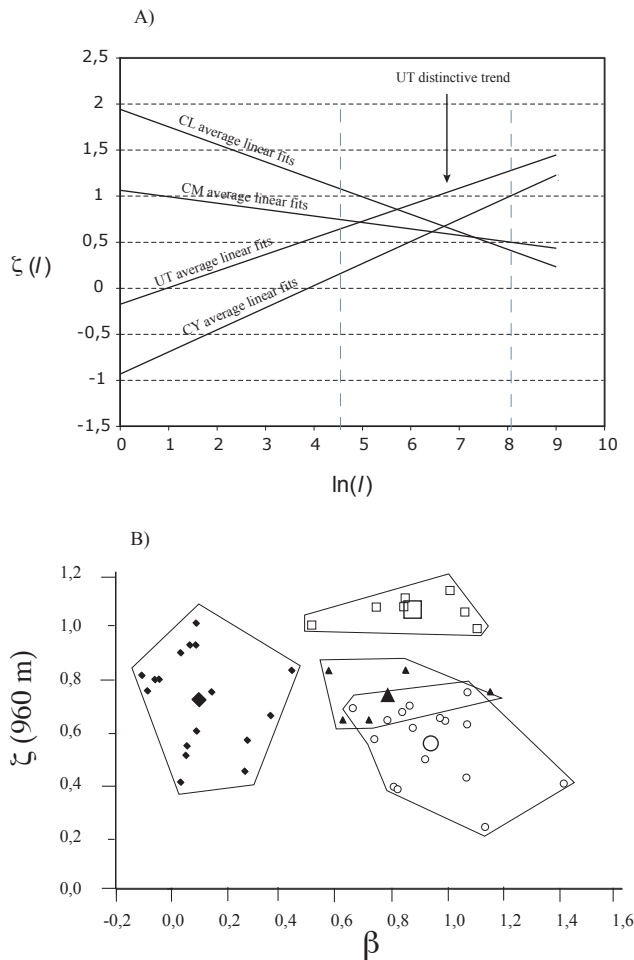 A)
2,5
UT distinctive trend
2
CL average linear fits
1,5
CM average linear fits
1
0,5
ζ (l)
UT average linear fits
0
CY average linear fits
-0,5
-1
-1,5
0 1 2 3 4 5 6 7 8 9 10
ln(l)
B)
1,2
1,0
0,8
ζ (960 m)
0,6
0,4
0,2
0,0
-0,2 0,0 0,2 0,4 0,6 0,8 1,0 1,2 1,4 1,6
β